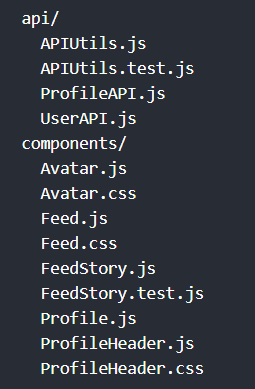 api/
APIUtils.js
APIUtils.test.js
ProfileAPI.js
UserAPI.js
components/
Avatar.js
Avatar.css
Feed.js
Feed.css
FeedStory.js
FeedStory.test.js
Profile.js
ProfileHeader.js
ProfileHeader.css